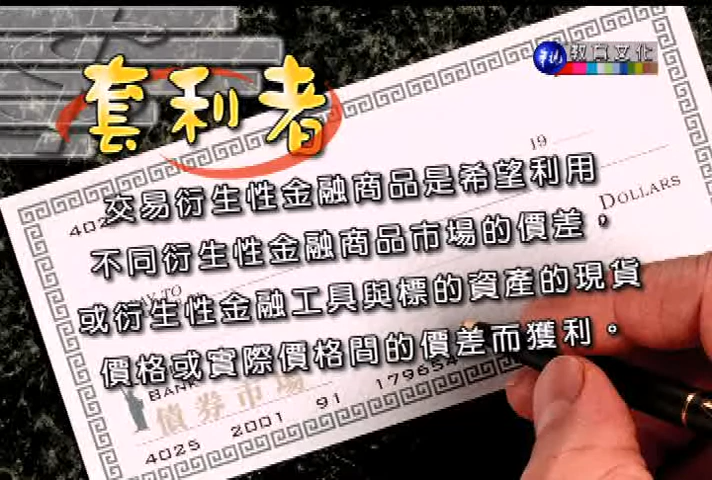 套利者
華視
教育文化
19
交易衍生性金融商品是希望利用
DOLLARS
不同衍生性金融商品市場的價差，
或衍生性金融工具與標的資產的現貨
價格或實際價格間的價差而獲利。
BANK
債券市場
4025 2001 91 17965